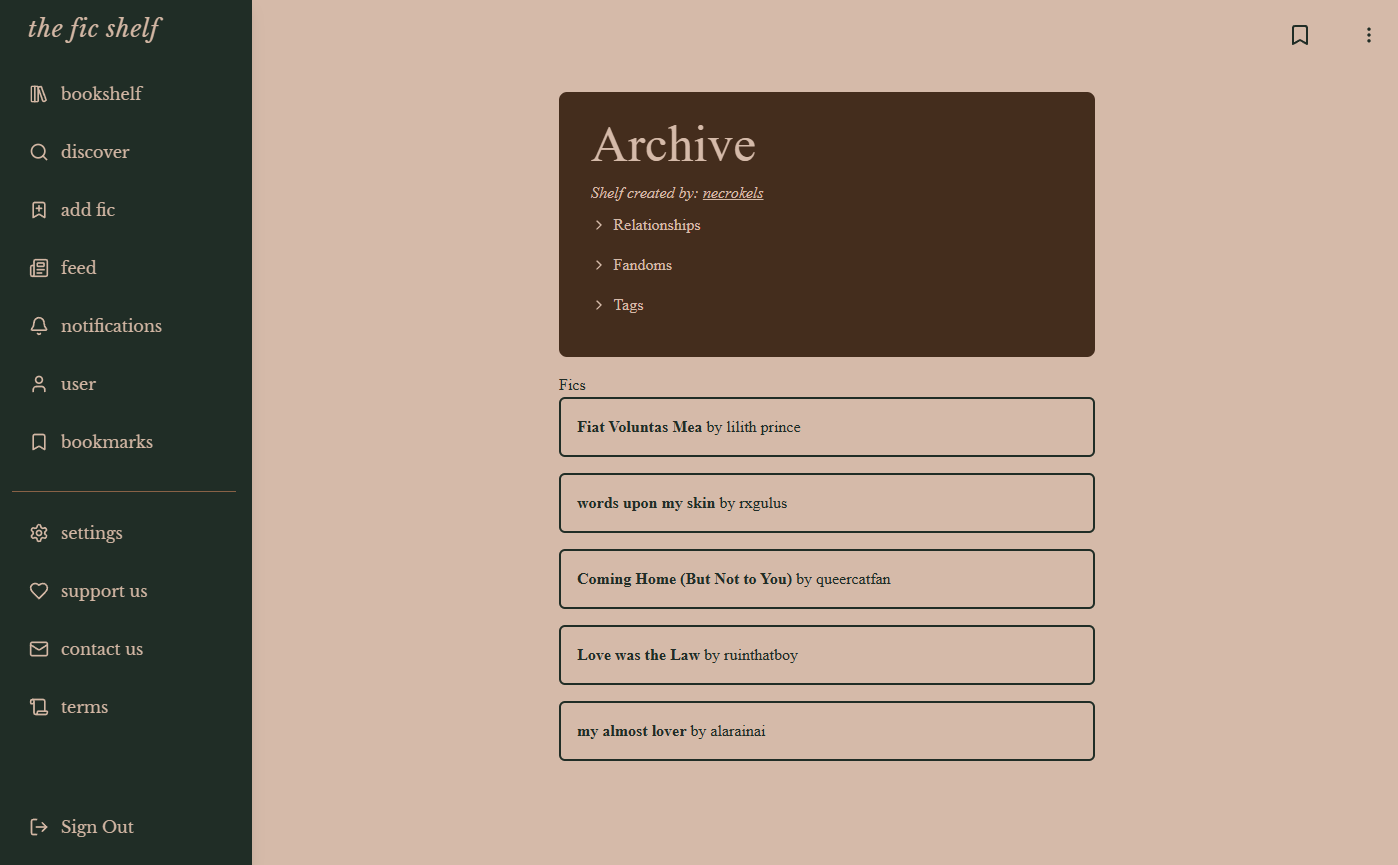 the fic shelf
bookshelf
discover
add fic
feed
notifications
user
bookmarks
settings
support us
contact us
terms
Sign Out
Archive
Shelf created by: necrokels
Relationships
Fandoms
Tags
Fics
Fiat Voluntas Mea by lilith prince
words upon my skin by rxgulus
Coming Home (But Not to You) by queercatfan
Love was the Law by ruinthatboy
my almost lover by alarainai